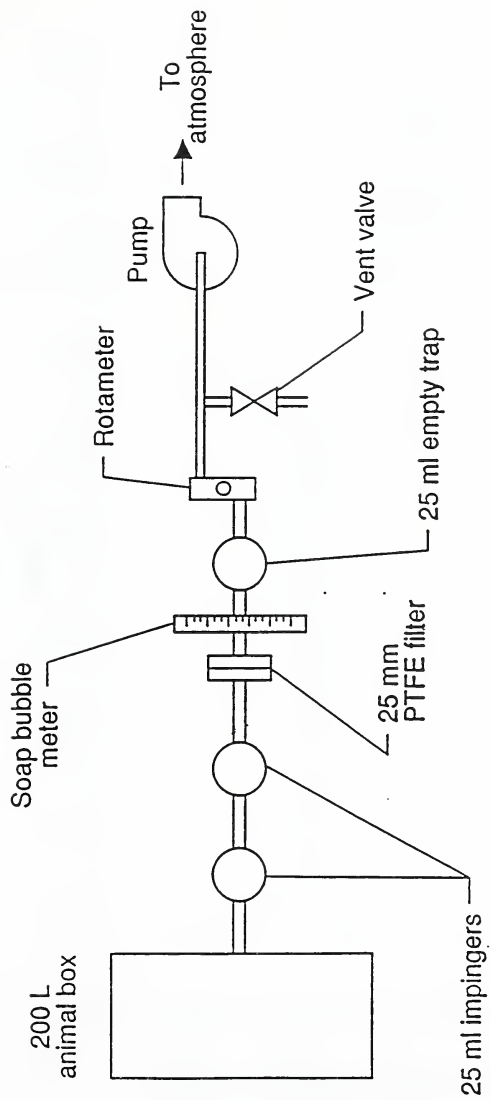 200 L
animal box
25 ml impingers
Soap bubble
meter
25 mm
PTFE filter
25 ml empty trap
Rotameter
Vent valve
Pump
To
atmosphere